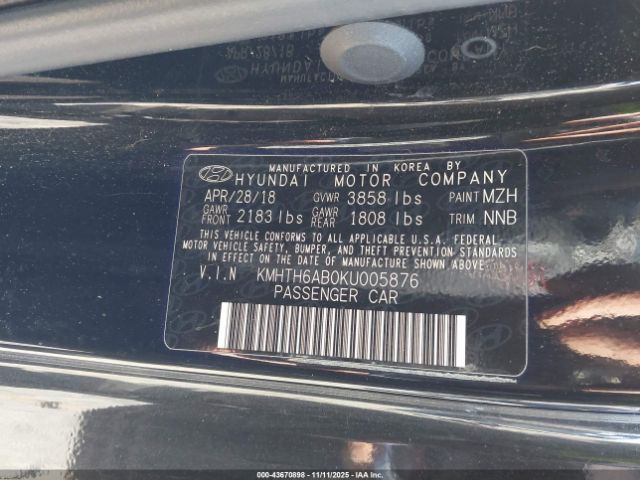 MANUFACTURED IN KOREA BY
HYUNDAI MOTOR COMPANY
APR/28/18 GVWR 3858 lbs PAINT MZH
GAWR FRONT 2183 lbs GAWR REAR 1808 lbs TRIM NNB
THIS VEHICLE CONFORMS TO ALL APPLICABLE U.S.A. FEDERAL
MOTOR VEHICLE SAFETY, BUMPER, AND THEFT PREVENTION STANDARDS
IN EFFECT ON THE DATE OF MANUFACTURE SHOWN ABOVE.
V.I.N KMHTH6AB0KU005876
PASSENGER CAR
000-43670898 - 11/11/2025 - IAAI.COM